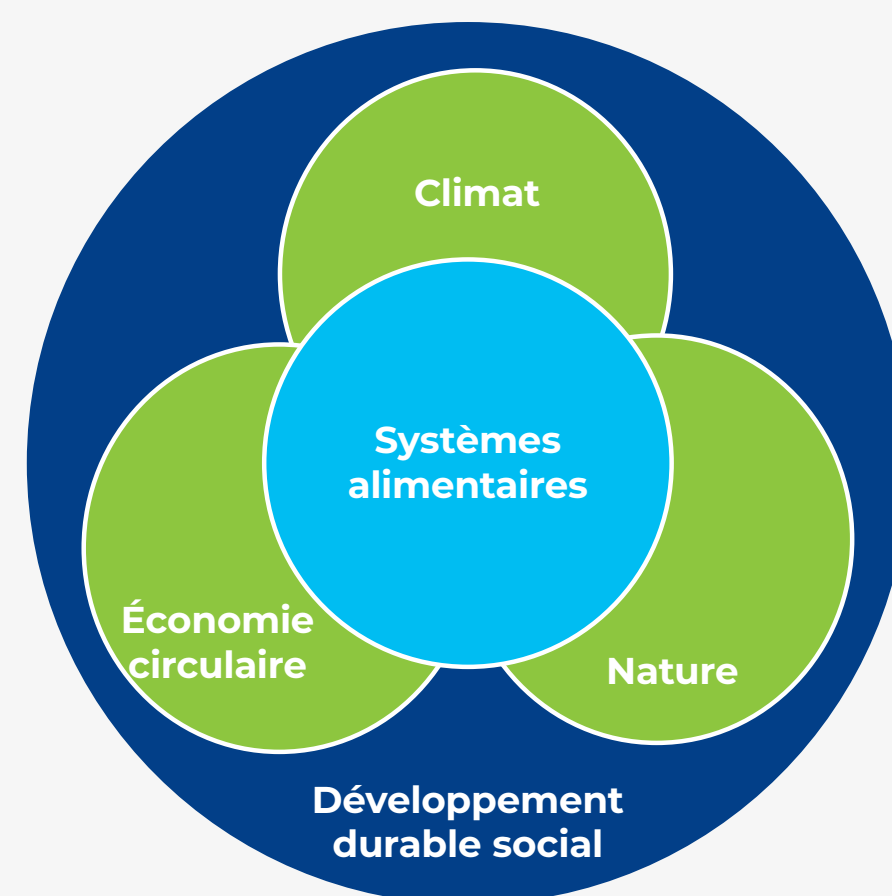 Climat
Systèmes
alimentaires
Économie
circulaire
Nature
Développement
durable social